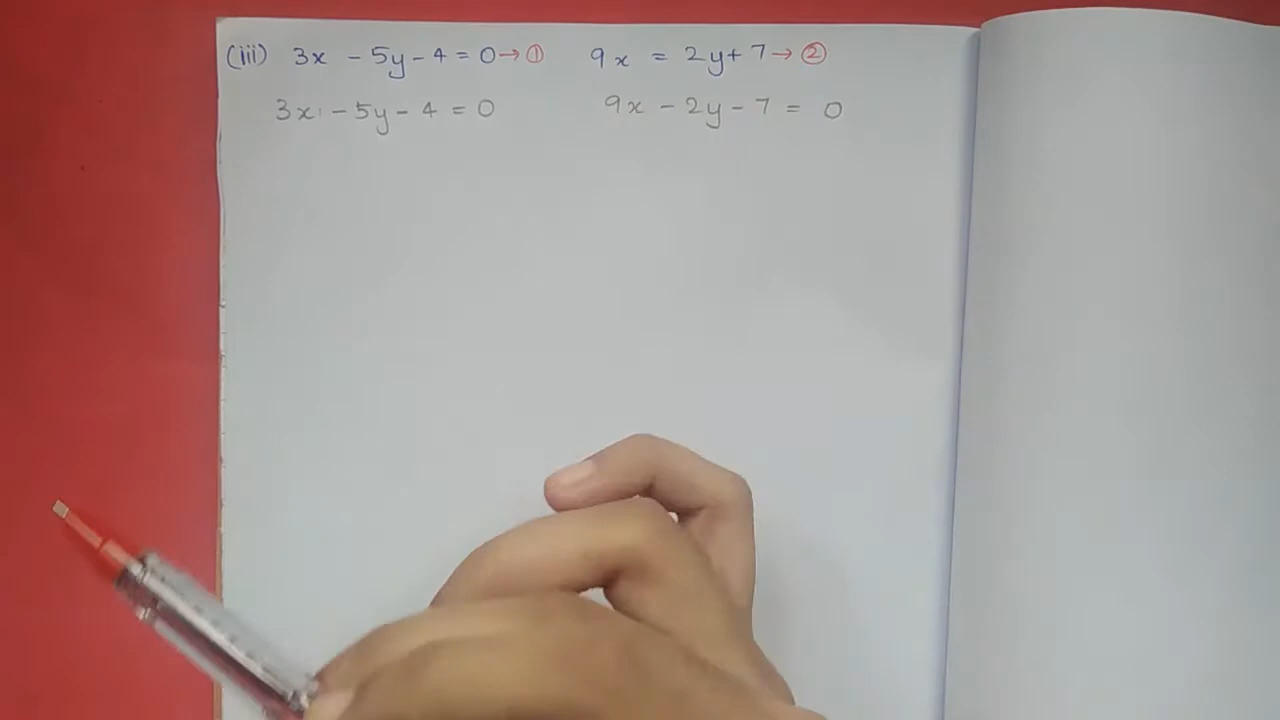 (iii) 3x - 5y - 4 = 0 → ① 9x = 2y + 7 → ②
3x - 5y - 4 = 0 9x - 2y - 7 = 0